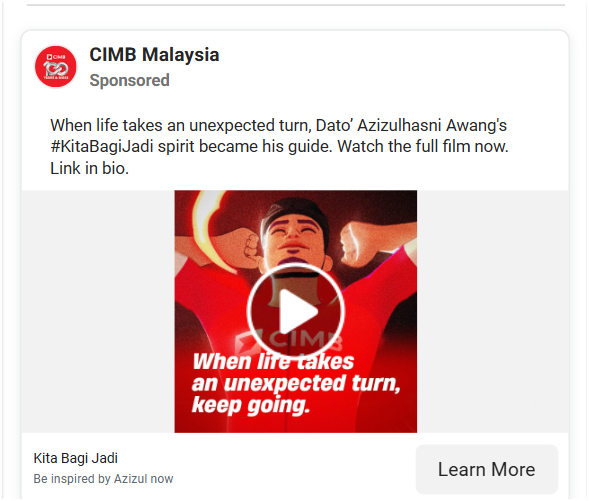 CIMB
100
CIMB Malaysia
Sponsored
When life takes an unexpected turn, Dato’ Azizulhasni Awang's
#KitaBagiJadi spirit became his guide. Watch the full film now.
Link in bio.
CIMB
When life takes
an unexpected turn,
keep going.
Kita Bagi Jadi
Be inspired by Azizul now
Learn More